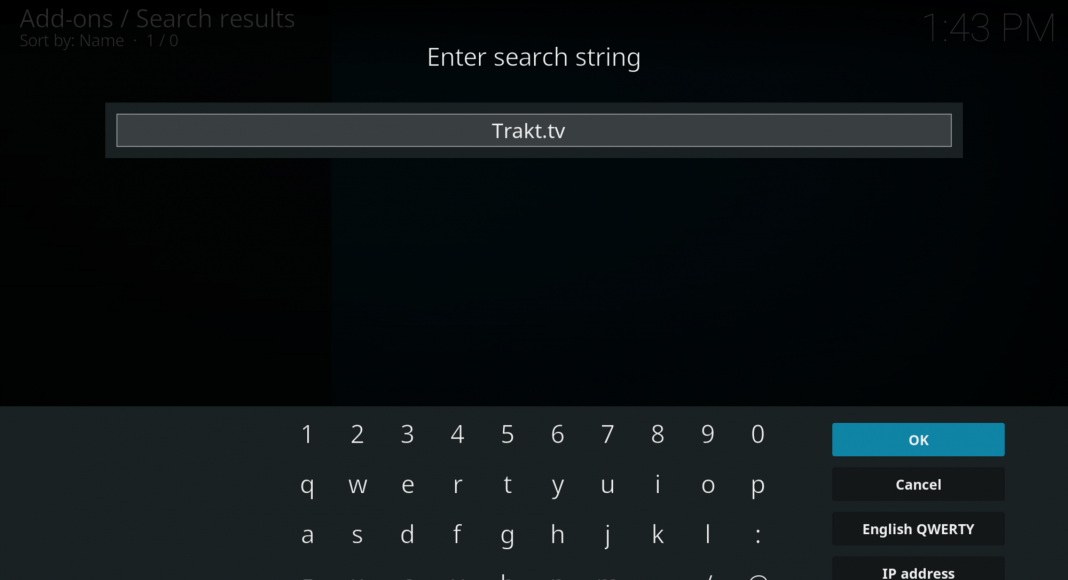 Add-ons / Search results
Sort by: Name · 1 / 0
1:43 PM
Enter search string
Trakt.tv
1 2 3 4 5 6 7 8 9 0
OK
q w e r t y u i o p
Cancel
a s d f g h j k l :
English QWERTY
IP address